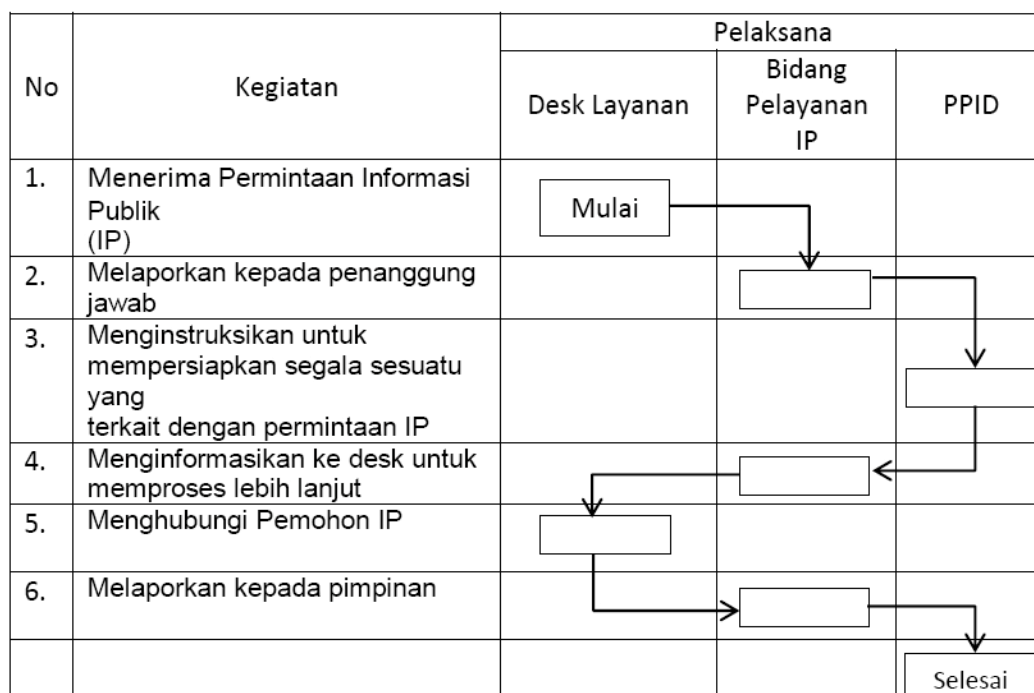 No
Kegiatan
Pelaksana
Desk Layanan
Bidang
Pelayanan
IP
PPID
1.
Menerima Permintaan Informasi
Publik
(IP)
Mulai
2.
Melaporkan kepada penanggung
jawab
3.
Menginstruksikan untuk
mempersiapkan segala sesuatu
yang
terkait dengan permintaan IP
4.
Menginformasikan ke desk untuk
memproses lebih lanjut
5.
Menghubungi Pemohon IP
6.
Melaporkan kepada pimpinan
Selesai